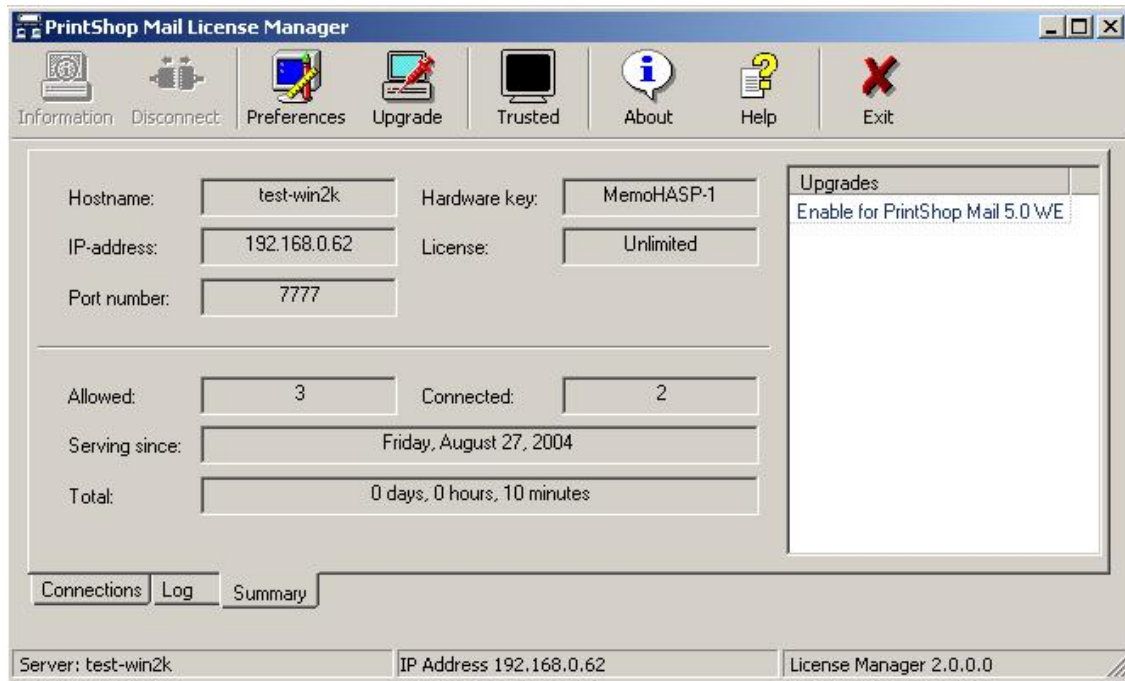 PrintShop Mail License Manager
Information Disconnect Preferences Upgrade Trusted About Help Exit
Hostname: test-win2k Hardware key: MemoHASP-1
IP-address: 192.168.0.62 License: Unlimited
Port number: 7777
Allowed: 3 Connected: 2
Serving since: Friday, August 27, 2004
Total: 0 days, 0 hours, 10 minutes
Upgrades
Enable for PrintShop Mail 5.0 WE
Connections Log Summary
Server: test-win2k IP Address 192.168.0.62 License Manager 2.0.0.0